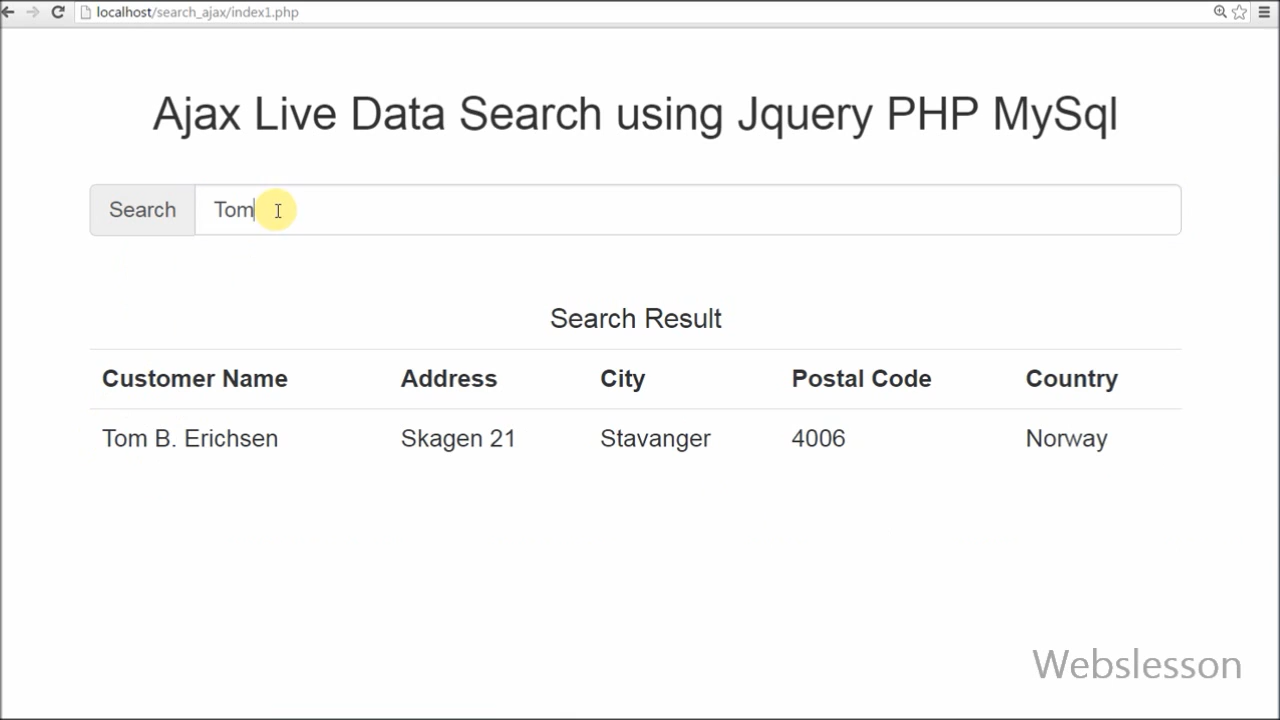 localhost/search_ajax/index1.php
Ajax Live Data Search using Jquery PHP MySql
Search Tom
Search Result
Customer Name Address City Postal Code Country
Tom B. Erichsen Skagen 21 Stavanger 4006 Norway
Webslesson